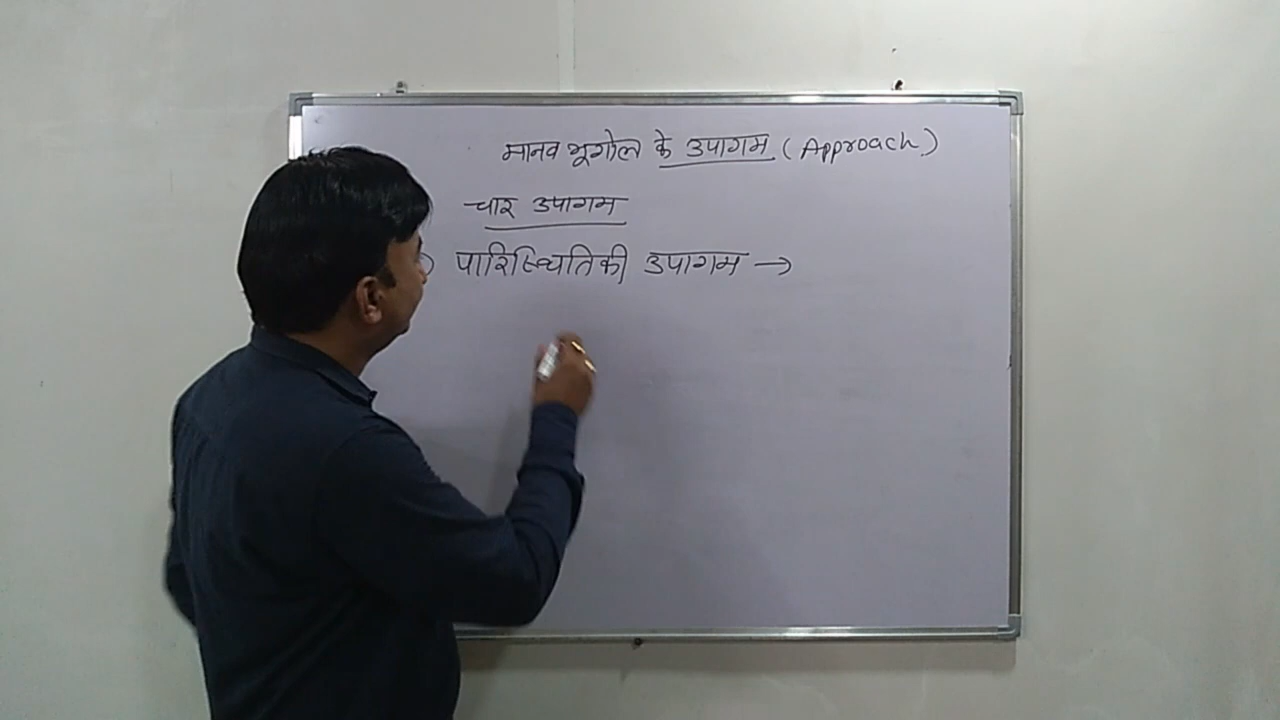 मानव भूगोल के उपागम (Approach)
चार उपागम
) पारिस्थितिकी उपागम →